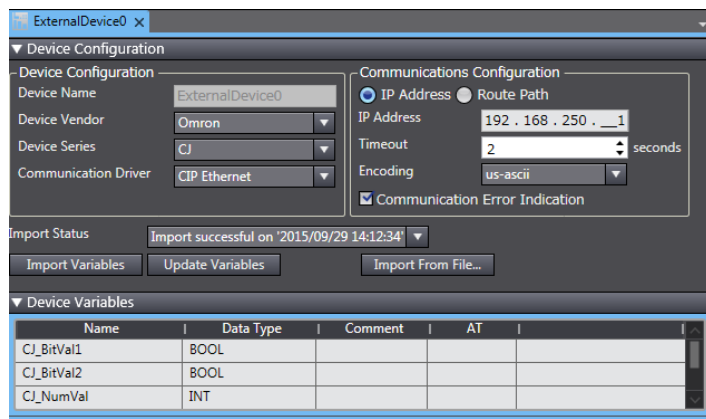 ExternalDevice0
Device Configuration
Device Configuration
Device Name ExternalDevice0
Device Vendor Omron
Device Series CJ
Communication Driver CIP Ethernet
Communications Configuration
IP Address Route Path
IP Address 192 . 168 . 250 . __1
Timeout 2 seconds
Encoding us-ascii
Communication Error Indication
Import Status Import successful on '2015/09/29 14:12:34'
Import Variables Update Variables Import From File...
Device Variables
Name | Data Type | Comment | AT | |
CJ_BitVal1 BOOL
CJ_BitVal2 BOOL
CJ_NumVal INT